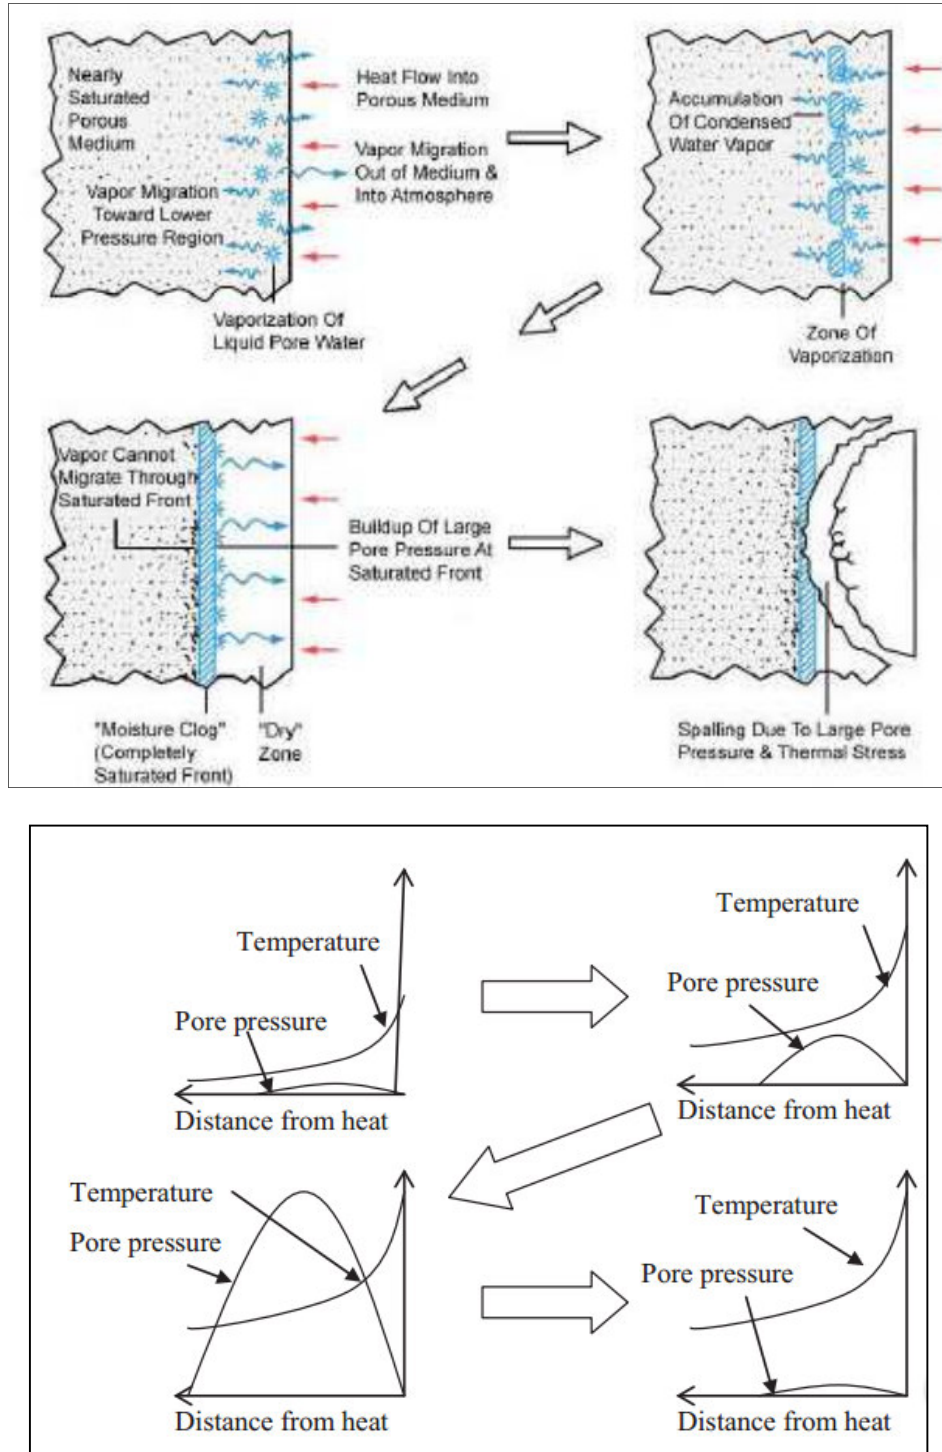 Nearly
Saturated
Porous
Medium
Vapor Migration
Toward Lower
Pressure Region
Heat Flow Into
Porous Medium
Vapor Migration
Out of Medium &
Into Atmosphere
Vaporization Of
Liquid Pore Water
Accumulation
Of Condensed
Water Vapor
Zone Of
Vaporization
Vapor Cannot
Migrate Through
Saturated Front
Buildup Of Large
Pore Pressure At
Saturated Front
"Moisture Clog"
(Completely
Saturated Front)
"Dry"
Zone
Spalling Due To Large Pore
Pressure & Thermal Stress
Temperature
Pore pressure
Distance from heat
Temperature
Pore pressure
Distance from heat
Temperature
Pore pressure
Distance from heat
Temperature
Pore pressure
Distance from heat